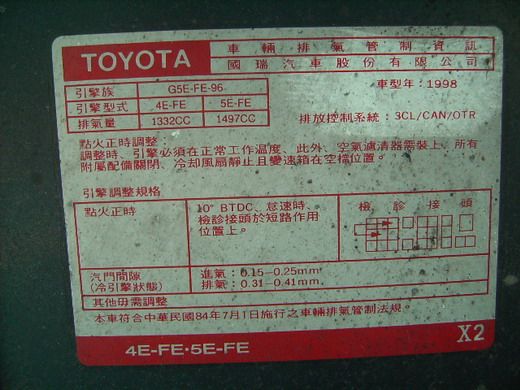 TOYOTA
車輛排氣管制資訊
國瑞汽車股份有限公司
引擎族 G5E-FE-96
車型年：1998
引擎型式 4E-FE 5E-FE
排氣量 1332CC 1497CC
排放控制系統：3CL/CAN/OTR
點火正時調整：
調整時、引擎必須在正常工作溫度、此外、空氣濾清器需裝上、所有
附屬配備關閉、冷却風扇靜止且變速箱在空檔位置。
引擎調整規格
點火正時
10° BTDC、怠速時、
檢診接頭於短路作用
位置上。
檢診接頭
汽門間隙
(冷引擎狀態)
進氣：0.15-0.25mm
排氣：0.31-0.41mm.
其他毋需調整
本車符合中華民國84年7月1日施行之車輛排氣管制法規。
4E-FE·5E-FE
X2